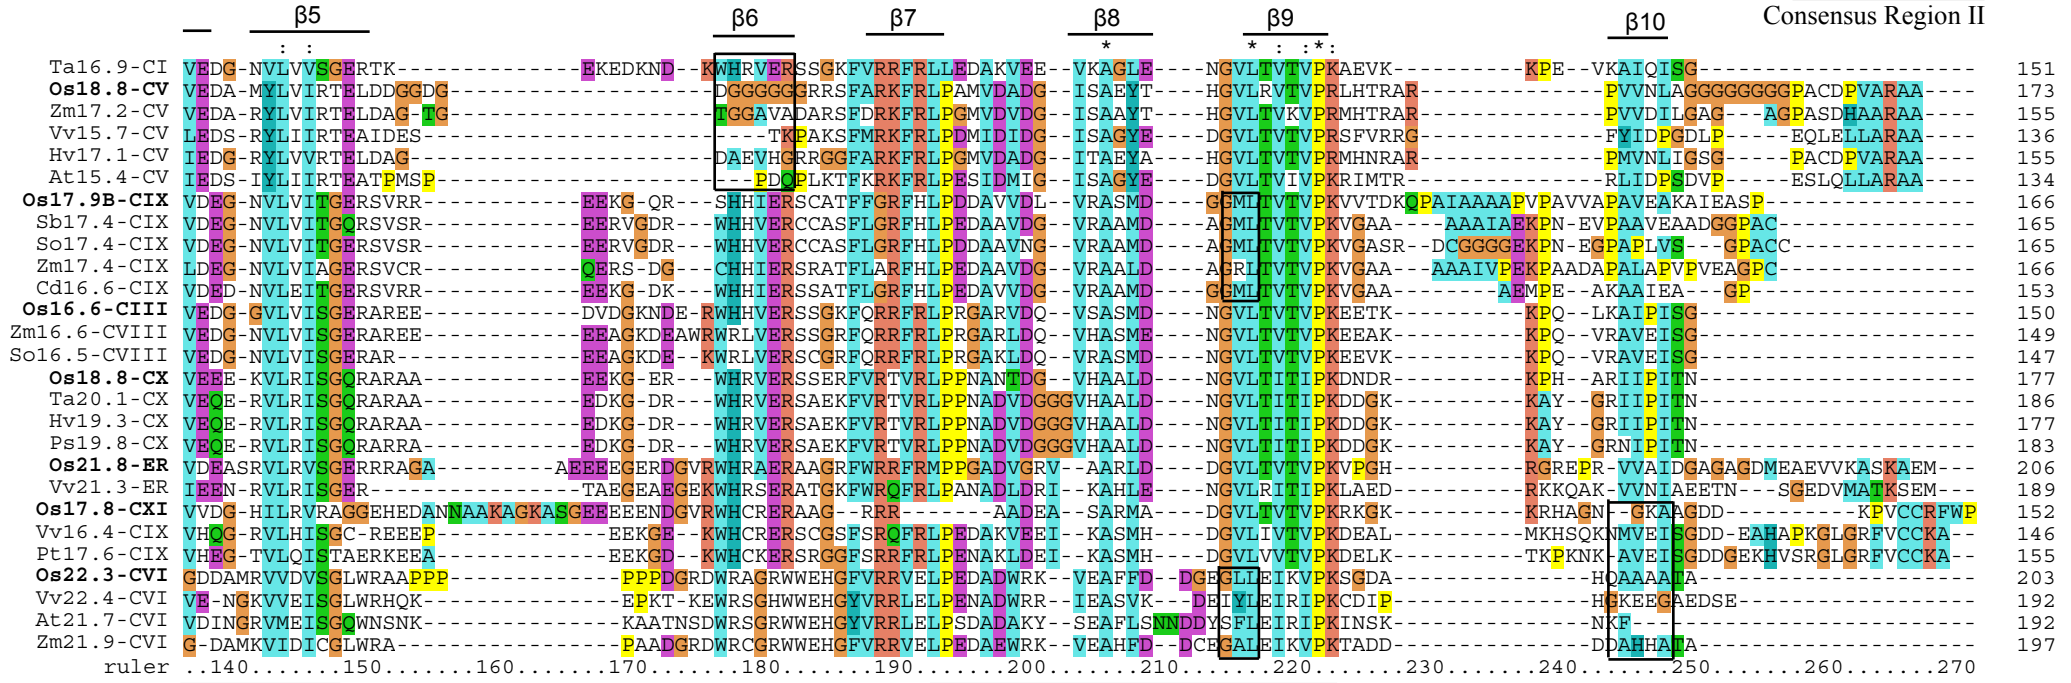 β5 β6 β7 β8 β9 β10 Consensus Region II
: : * * : : * :
Ta16.9-CI VEDG-NVLVVSGERTK--------------EKEDKND--KWHRVERSSGKFVRRFRLLEDAKVEE--VKAGLE----NGVLTVTVPKAEVK---------------KPE--VKAIQISG--------------------- 151
Os18.8-CV VEDA-MYLVIRTELDDGGDG--------------------DGGGGGGRRSFARKFRLPAMVDADG--ISAEYT----HGVLRVTVPRLHTRAR--------------PVVNLAGGGGGGGGGPACDPVARAA---- 173
Zm17.2-CV VEDA-RYLVIRTELDAG-TG--------------------TGGAVADARSFDRKFRLPGMVDVDG--ISAAYT----HGVLTVKVPRMHTRAR--------------PVVDILGAG---AGPASDHAARAA---- 155
Vv15.7-CV LEDS-RYLIIRTEAIDES--------------------------TKPAKSFMRKFRLPDMIDIDG--ISAGYE----DGVLTVTVPRSFVRRG--------------FYIDPGDLP-----EQLELLARAA---- 136
Hv17.1-CV IEDG-RYLVVRTELDAG-----------------------DAEVHGRRGGFARKFRLPGMVDADG--ITAEYA----HGVLTVTVPRMHNRAR--------------PMVNLIGSG-----PACDPVARAA---- 155
At15.4-CV IEDS-IYLIIRTEATPMSP------------------------PDQPLKTFKRKFRLPESIDMIG--ISAGYE----DGVLTVIVPKRIMTR---------------RLIDPSDVP-----ESLQLLARAA---- 134
Os17.9B-CIX VDEG-NVLVITGERSVRR------------EEKG-QR---SHHIERSCATFFGRFHLPDDAVVDL--VRASMD----GGMLTVTVPKVVTDKQPAIAAAAPVPAVVAPAVEAKAIEASP---------------- 166
Sb17.4-CIX VDEG-NVLVITGQRSVSR------------EERVGDR---WHHVERCCASFLGRFHLPDDAAVDG--VRAAMD----AGMLTVTVPKVGAA---AAAIAEKPN-EVPAAVEAADGGPAC--------------- 165
So17.4-CIX VDEG-NVLVITGERSVSR------------EERVGDR---WHHVERCCASFLGRFHLPDDAAVNG--VRAAMD----AGMLTVTVPKVGASR--DCGGGGEKPN-EGPAPLVS---GPACC-------------- 165
Zm17.4-CIX LDEG-NVLVIAGERSVCR------------QERS-DG---CHHIERSRATFLARFHLPEDAAVDG--VRAALD----AGRLTVTVPKVGAA--AAAIVPEKPAADAPALAPVPVEAGPC--------------- 166
Cd16.6-CIX VDED-NVLEITGERSVRR------------EEKG-DK---WHHIERSSATFLGRFHLPEDAVVDG--VRAAMD----GGMLTVTVPKVGAA--------AEMPE--AKAAIEA---GP----------------- 153
Os16.6-CIII VEDG-GVLVISGERAREE------------DVDGKNDE-RWHHVERSSGKFQRRFRLPRGARVDQ--VSASMD----NGVLTVTVPKEETK---------------KPQ--LKAIPISG--------------------- 150
Zm16.6-CVIII VEDG-NVLVISGERAREE------------EEAGKDEAWRWRLVERSSGRFQRRFRLPRGARLDQ--VHASME----NGVLTVTVPKEEAK---------------KPQ--VRAVEISG--------------------- 149
So16.5-CVIII VEDG-NVLVISGERAR--------------EEAGKDE--KWRLVERSCGRFQRRFRLPRGAKLDQ--VRASMD----NGVLTVTVPKEEVK---------------KPQ--VRAVEISG--------------------- 147
Os18.8-CX VEEE-KVLRISGQRARAA------------EEKG-ER---WHRVERSSERFVRTVRLPPNANTDG--VHAALD----NGVLTITIPKDNDR---------------KPH--ARIIPITN--------------------- 177
Ta20.1-CX VEQE-RVLRISGQRARAA------------EDKG-DR---WHRVERSAEKFVRTVRLPPNADVDGGGVHAALD----NGVLTITIPKDDGK---------------KAY--GRIIPITN--------------------- 186
Hv19.3-CX VEQE-RVLRISGQRARAA------------EDKG-DR---WHRVERSAEKFVRTVRLPPNADVDGGGVHAALD----NGVLTITIPKDDGK---------------KAY--GRIIPITN--------------------- 177
Ps19.8-CX VEQE-RVLRISGQRARRA------------EDKG-DR---WHRVERSAEKFVRTVRLPPNADVDGGGVHAALD----NGVLTITIPKDDGK---------------KAY--GRNIPITN--------------------- 183
Os21.8-ER VDEASRVLRVSGERRRAGA---------AEEEEGERDGVRWHRAERAAGRFWRRFRMPPGADVGRV--AARLD----DGVLTVTVPKVPGH---------------RGREPR-VVAIDGAGAGDMEAEVVKASKAEM--- 206
Vv21.3-ER IEEN-RVLRISGER----------------TAEGEAEGEKWHRSERATGKFWRQFRLPANADLDRI--KAHLE----NGVLRITIPKLAED---------------RKKQAK-VVNIAEETN---SGEDVMATKSEM--- 189
Os17.8-CXI VVDG-HILRVRAGGEHEDANNAAKAGKASGEEEEENDGVRWHCRERAAG-RRR-------AADEA--SARMA----DGVLTVTVPKRKGK---------------KRHAGN--GKAAGDD----------KPVCCRFWP 152
Vv16.4-CIX VHQG-RVLHISGC-REEEP------------EEKGE---KWHCRERSCGSFSRQFRLPEDAKVEEI--KASMH----DGVLIVTVPKDEAL---------------MKHSQKNMVEISGDD--EAHAPKGLGRFVCCKA-- 146
Pt17.6-CIX VHEG-TVLQISTAERKEEA------------EEKGD--KWHCKERSRGGFSRRFRLPENAKLDEI--KASMH----DGVLVVTVPKDELK---------------TKPKNK-AVEISGDDGEKHVSRGLGRFVCCKA-- 155
Os22.3-CVI GDDAMRVVDVSGLWRAAPPP-------------PPPDGRDWRAGRWWEHGFVRRVELPEDADWRK--VEAFFD--DGEGLLEIKVPKSGDA---------------HQAAAATA--------------------- 203
Vv22.4-CVI VE-NGKVVEISGLWRHQK---------------EPKT-KEWRSGHWWEHGYVRRLELPENADWRR--IEASVK---DEIYLEIRIPKCDIP---------------HGKEEGAEDSE------------------ 192
At21.7-CVI VDINGRVMEISGQWNSNK---------------KAATNSDWRSGRWWEHGYVRRLELPSDADAKY--SEAFLSNNDDYSFLEIRIPKINSK---------------NKF-------------------------- 192
Zm21.9-CVI G-DAMKVIDICGLWRA-----------------PAADGRDWRCGRWWEHGFVRRVELPEDAEWRK--VEAHFD--DCEGALEIKVPKTADD---------------DAHHATA--------------------- 197
ruler ..140.......150.......160.......170.......180.......190.......200.......210.......220.......230.......240.......250.......260.......270